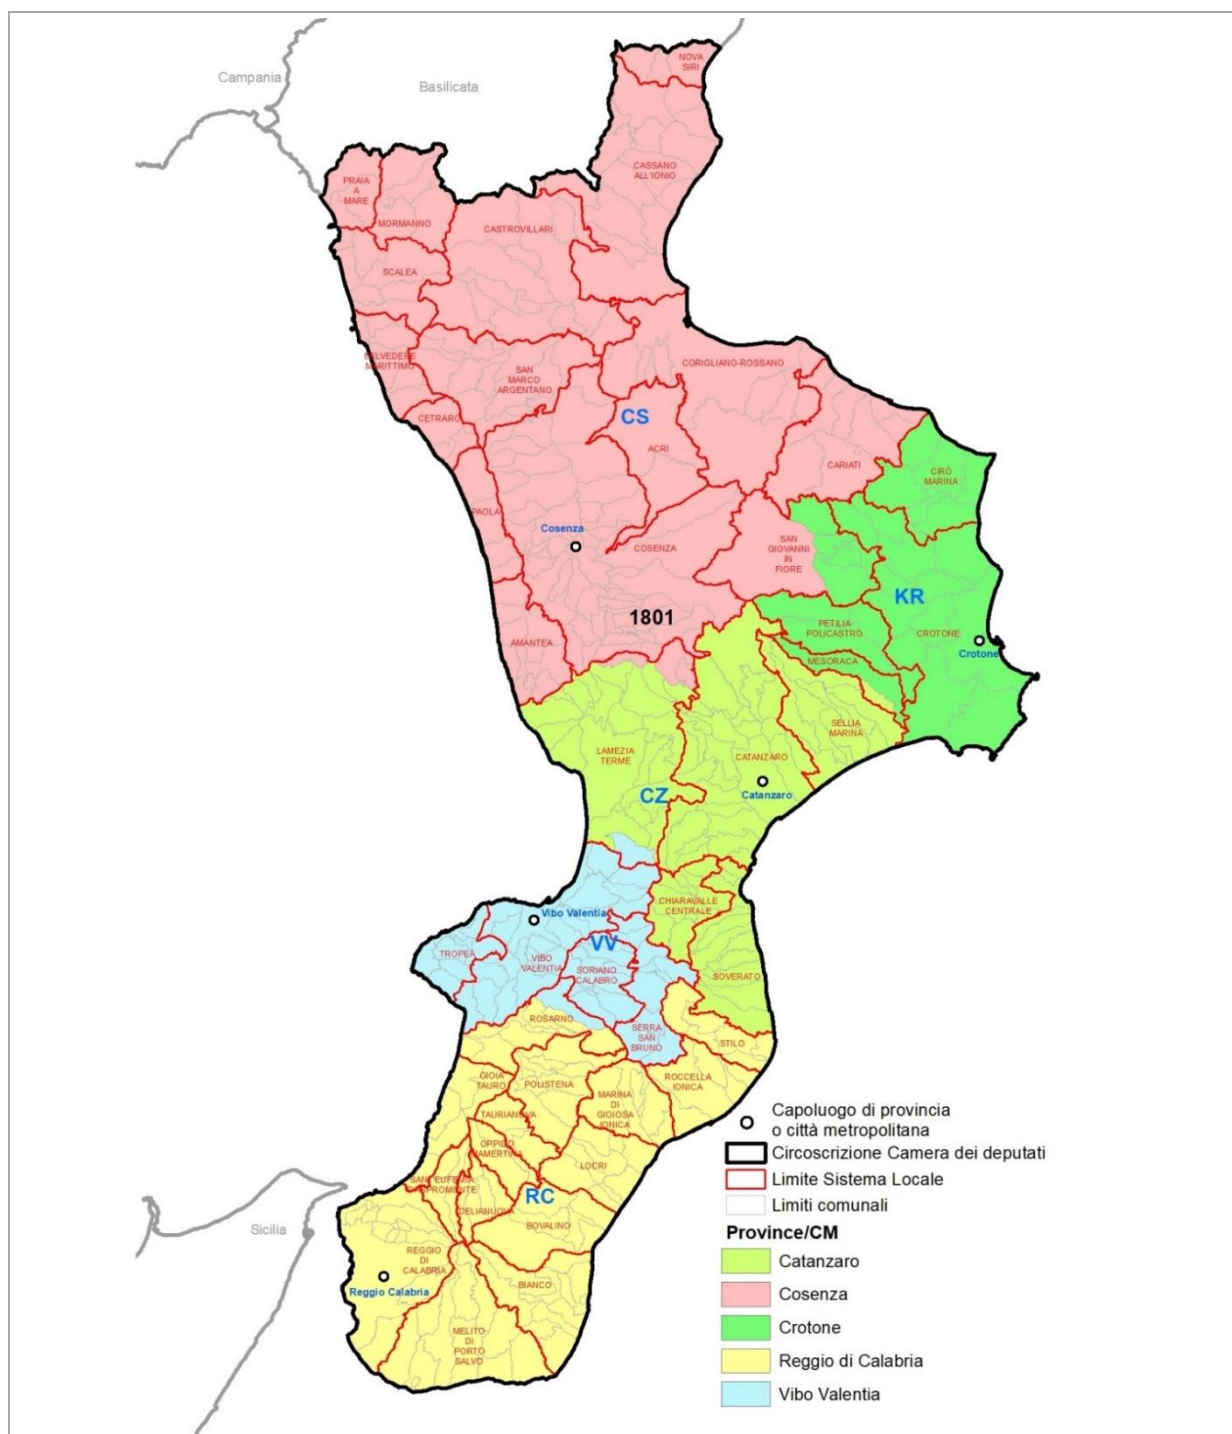 Campania
Basilicata
NOVA
SIRI
CASSANO
ALL'IONIO
PRAIA
A
MARE
MORMANNO
CASTROVILLARI
SCALEA
BELVEDERE
MARITTIMO
SAN
MARCO
ARGENTANO
CORIGLIANO-ROSSANO
CETRARO
CS
ACRI
CARIATI
CIRÒ
MARINA
PAOLA
Cosenza
COSENZA
SAN
GIOVANNI
IN
FIORE
KR
1801
AMANTEA
PETILIA
POLICASTRO
CROTONE
Crotone
MESORACA
SELLIA
MARINA
LAMEZIA
TERME
CATANZARO
CZ
Catanzaro
CHIARAVALLE
CENTRALE
Vibo Valentia
VV
TROPEA
VIBO
VALENTIA
SORIANO
CALABRO
SOVERATO
ROSARNO
SERRA
SAN
BRUNO
STILO
GIOIA
TAURO
POLISTENA
ROCCELLA
IONICA
MARINA
DI
GIOIOSA
IONICA
TAURIANOVA
OPPIDO
MAMERTINA
LOCRI
SANT'EUFEMIA
D'ASPROMONTE
RC
DELIANUOVA
BOVALINO
Sicilia
REGGIO
DI
CALABRIA
Reggio Calabria
BIANCO
MELITO
DI
PORTO
SALVO
Capoluogo di provincia
o città metropolitana
Circoscrizione Camera dei deputati
Limite Sistema Locale
Limiti comunali
Province/CM
Catanzaro
Cosenza
Crotone
Reggio di Calabria
Vibo Valentia